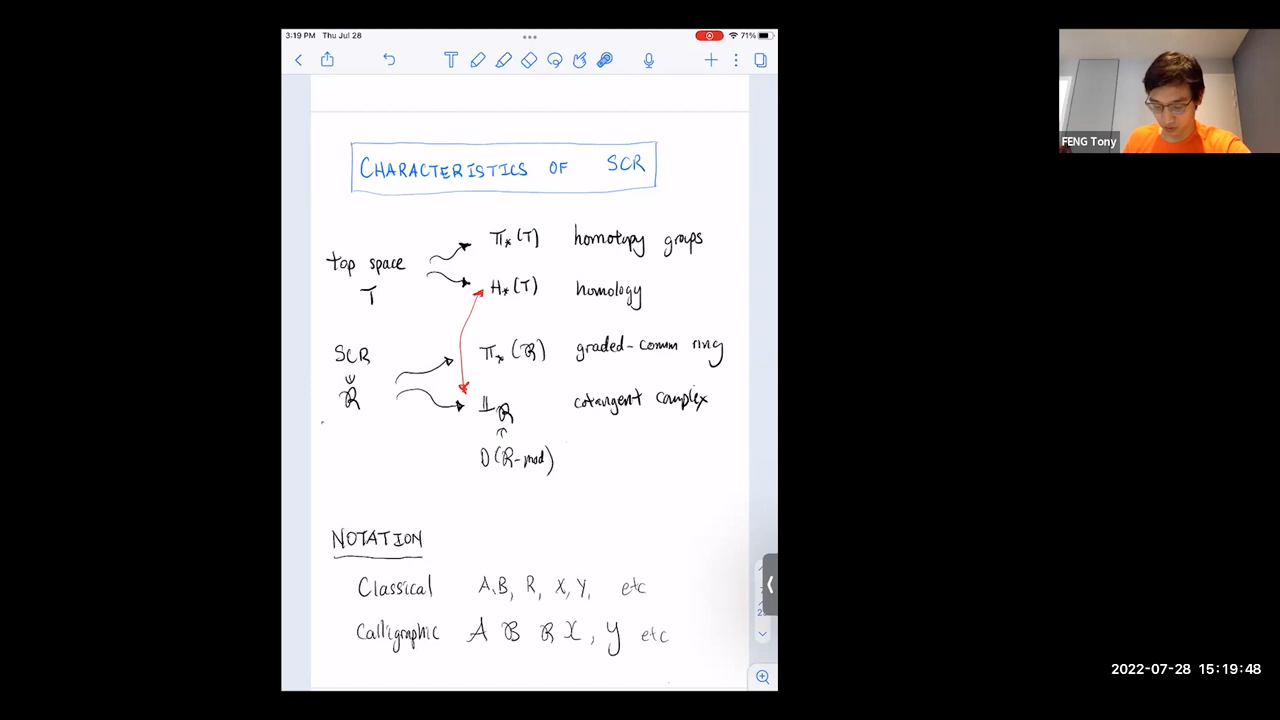 3:19 PM Thu Jul 28
71%
CHARACTERISTICS OF SCR
π⁎(T) homotopy groups
top space
T
H⁎(T) homology
SCR
π⁎(ℛ) graded-comm ring
ℛ
𝕃ℛ cotangent complex
D(ℛ-mod)
NOTATION
Classical A,B, R, X,Y, etc
Calligraphic 𝒜 ℬ ℛ 𝒳, 𝒴 etc
FENG Tony
2022-07-28 15:19:48